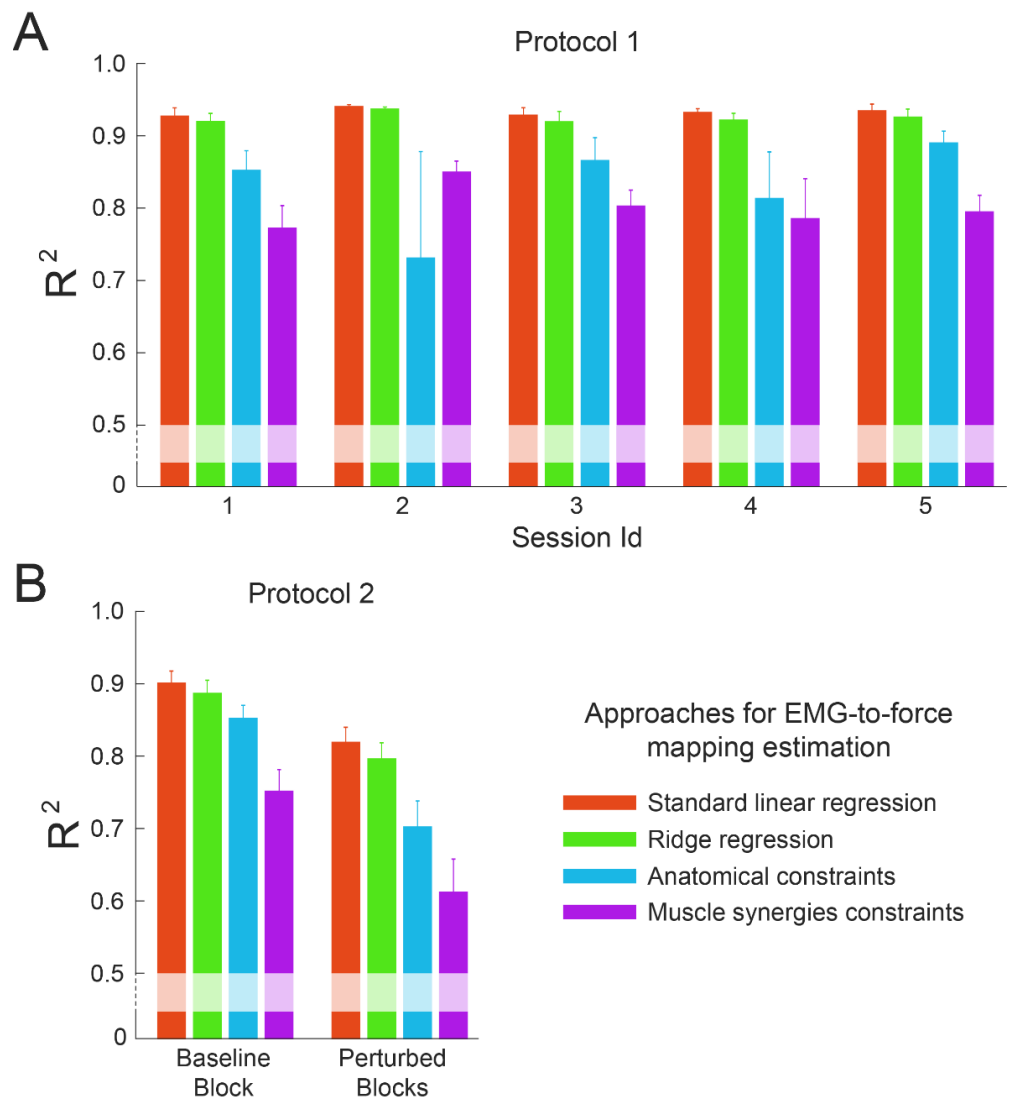 A
Protocol 1
1.0
0.9
0.8
0.7
0.6
0.5
0
R²
1 2 3 4 5
Session Id
B
Protocol 2
1.0
0.9
0.8
0.7
0.6
0.5
0
R²
Baseline
Block
Perturbed
Blocks
Approaches for EMG-to-force
mapping estimation
Standard linear regression
Ridge regression
Anatomical constraints
Muscle synergies constraints